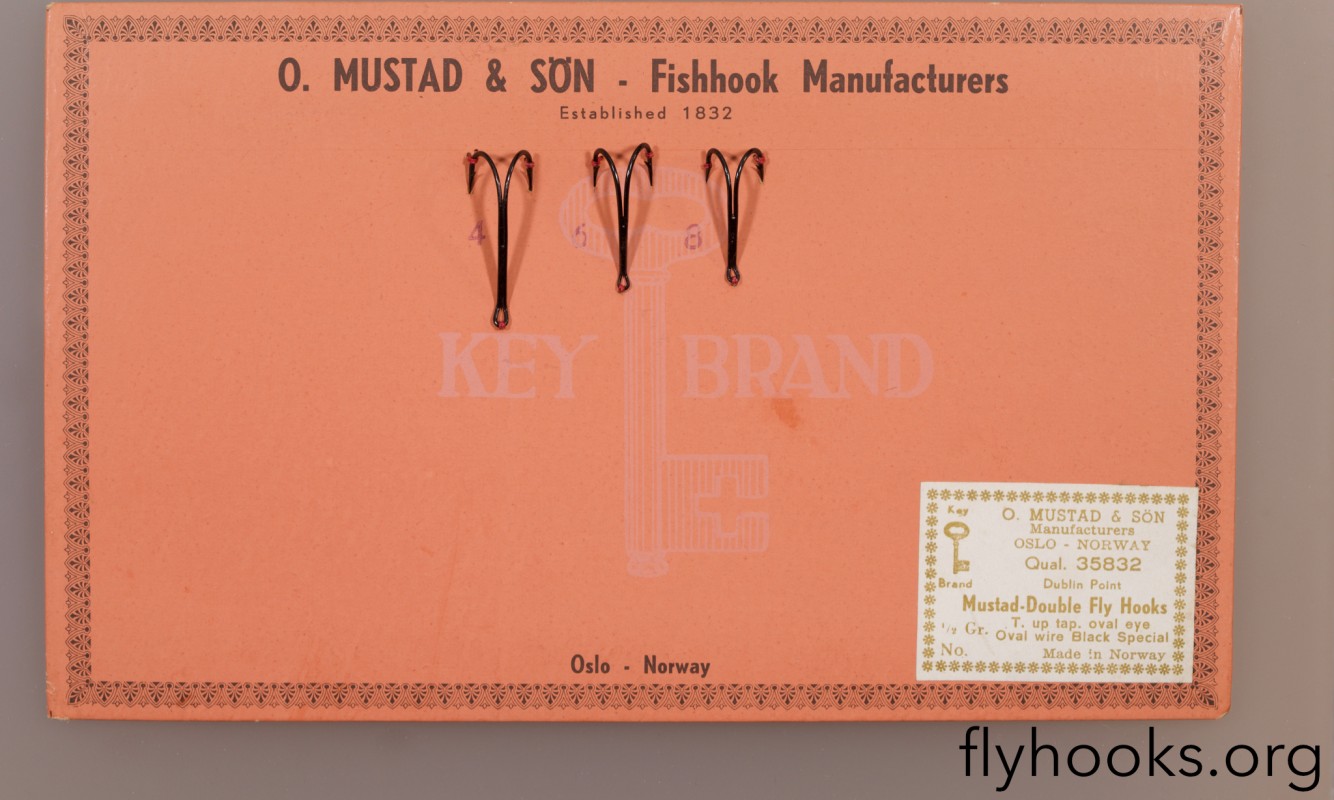 O. MUSTAD & SÖN - Fishhook Manufacturers
Established 1832
4 6 8
KEY BRAND
Key
Brand
O. MUSTAD & SÖN
Manufacturers
OSLO - NORWAY
Qual. 35832
Dublin Point
Mustad-Double Fly Hooks
T. up tap. oval eye
1/2 Gr. Oval wire Black Special
No. Made in Norway
Oslo - Norway
flyhooks.org